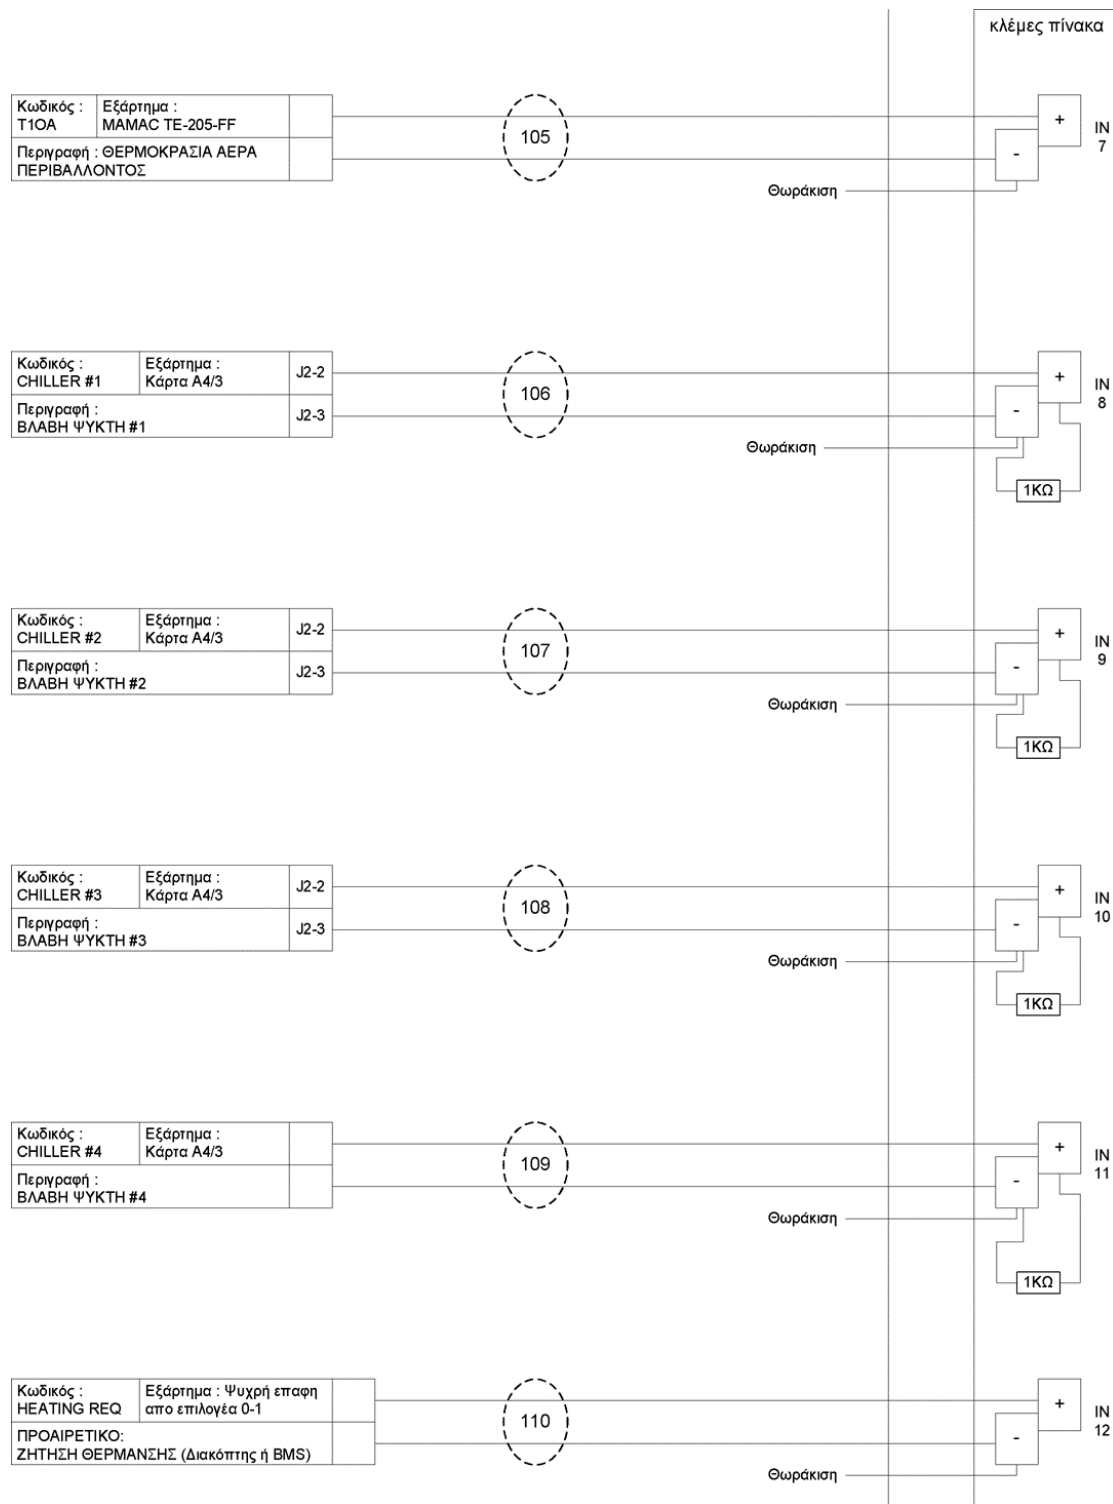 κλέμες πίνακα
Κωδικός :
T1OA
Εξάρτημα :
MAMAC TE-205-FF
Περιγραφή : ΘΕΡΜΟΚΡΑΣΙΑ ΑΕΡΑ
ΠΕΡΙΒΑΛΛΟΝΤΟΣ
105
+
-
IN
7
Θωράκιση
Κωδικός :
CHILLER #1
Εξάρτημα :
Κάρτα A4/3
J2-2
Περιγραφή :
ΒΛΑΒΗ ΨΥΚΤΗ #1
J2-3
106
+
-
IN
8
Θωράκιση
1ΚΩ
Κωδικός :
CHILLER #2
Εξάρτημα :
Κάρτα A4/3
J2-2
Περιγραφή :
ΒΛΑΒΗ ΨΥΚΤΗ #2
J2-3
107
+
-
IN
9
Θωράκιση
1ΚΩ
Κωδικός :
CHILLER #3
Εξάρτημα :
Κάρτα A4/3
J2-2
Περιγραφή :
ΒΛΑΒΗ ΨΥΚΤΗ #3
J2-3
108
+
-
IN
10
Θωράκιση
1ΚΩ
Κωδικός :
CHILLER #4
Εξάρτημα :
Κάρτα A4/3
Περιγραφή :
ΒΛΑΒΗ ΨΥΚΤΗ #4
109
+
-
IN
11
Θωράκιση
1ΚΩ
Κωδικός :
HEATING REQ
Εξάρτημα : Ψυχρή επαφη
απο επιλογέα 0-1
ΠΡΟΑΙΡΕΤΙΚΟ:
ΖΗΤΗΣΗ ΘΕΡΜΑΝΣΗΣ (Διακόπτης ή BMS)
110
+
-
IN
12
Θωράκιση